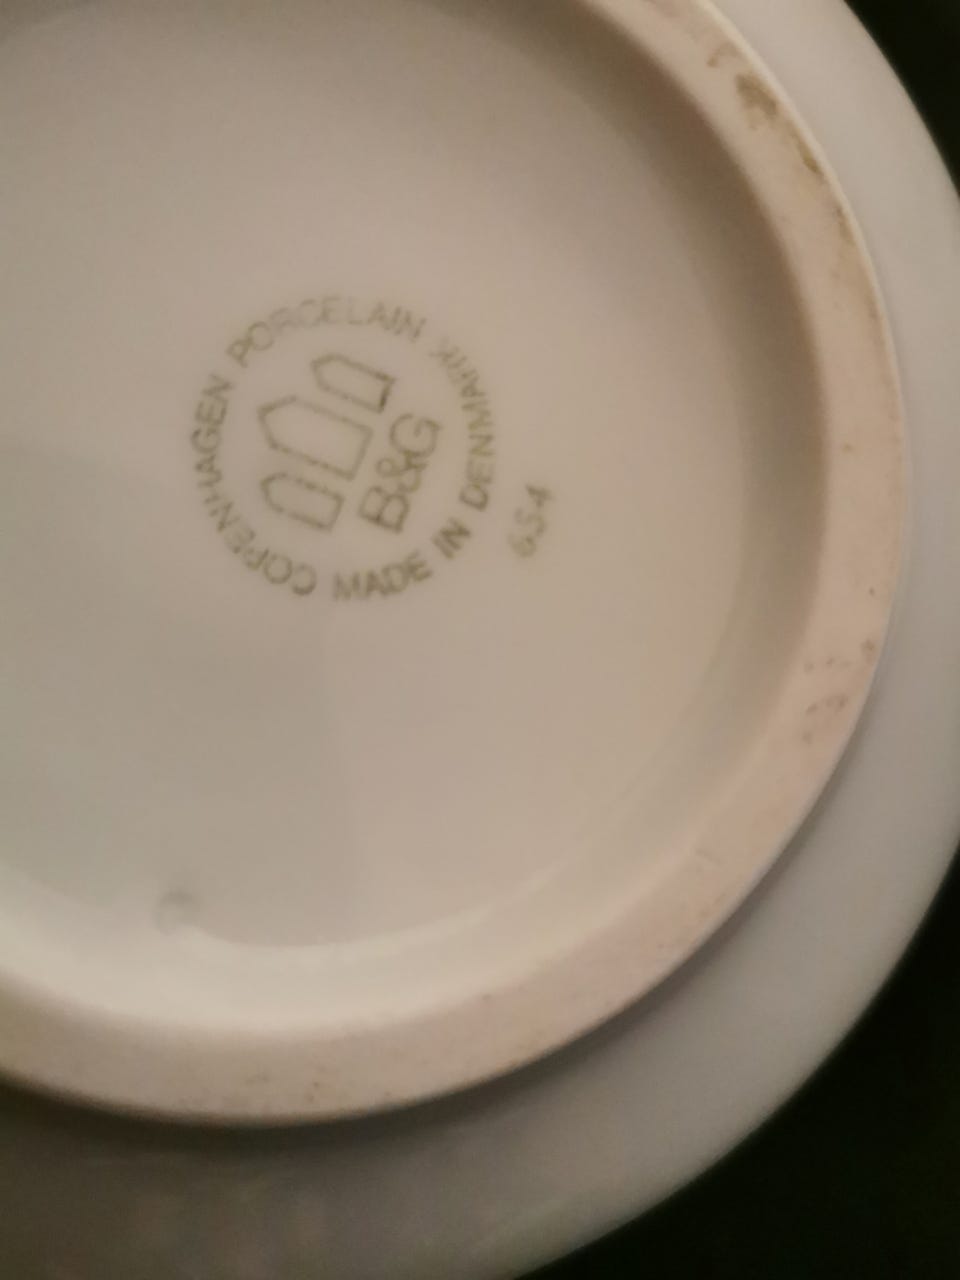 COPENHAGEN PORCELAIN
B&G
MADE IN DENMARK
654